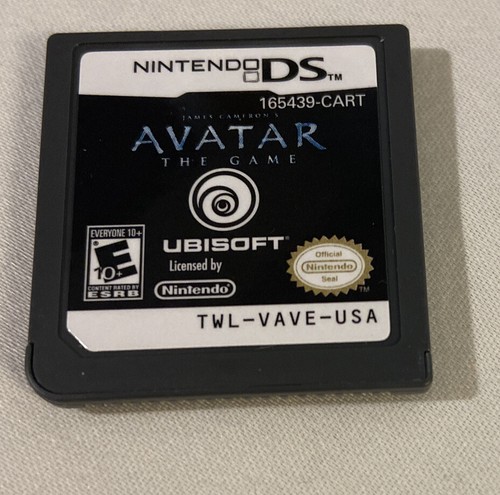 NINTENDO DS™
165439-CART
JAMES CAMERON'S
AVATAR
THE GAME
UBISOFT®
EVERYONE 10+
E
10+
CONTENT RATED BY
ESRB
Licensed by
Nintendo®
Official
Nintendo
Seal
TM
TWL-VAVE-USA